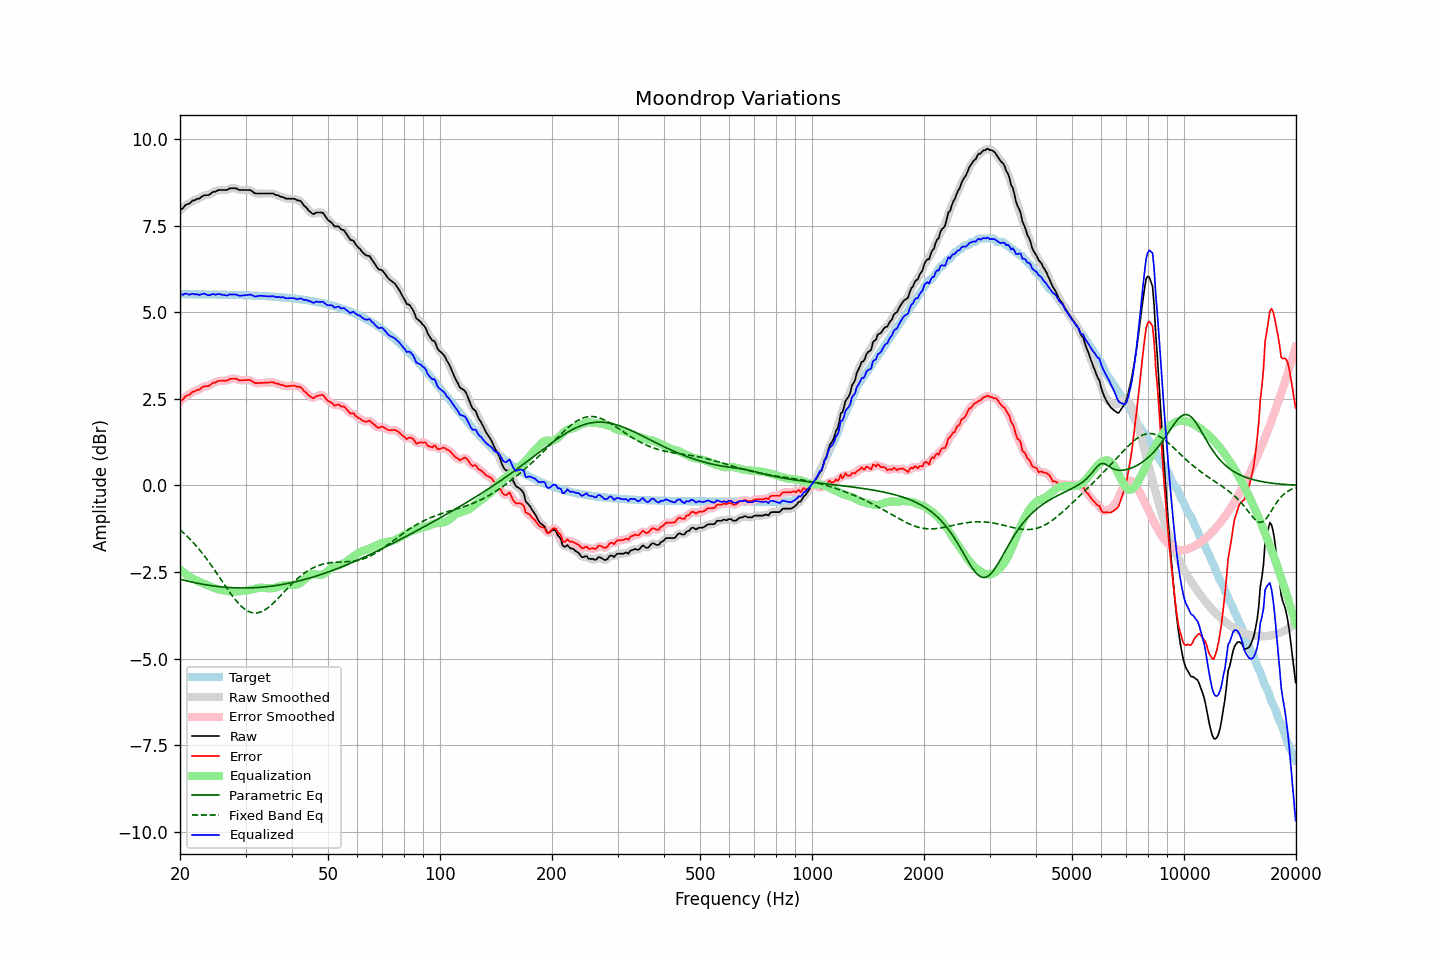 Moondrop Variations
10.0
7.5
5.0
2.5
0.0
−2.5
−5.0
−7.5
−10.0
Amplitude (dBr)
Target
Raw Smoothed
Error Smoothed
Raw
Error
Equalization
Parametric Eq
Fixed Band Eq
Equalized
20 50 100 200 500 1000 2000 5000 10000 20000
Frequency (Hz)